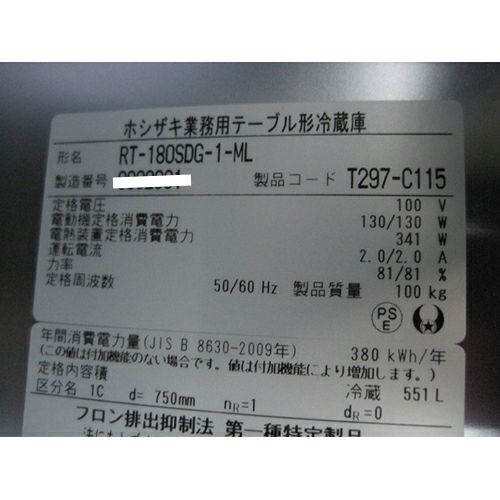 ホシザキ業務用テーブル形冷蔵庫
形名 RT-180SDG-1-ML
製造番号 製品コード T297-C115
定格電圧 100 V
電動機定格消費電力 130/130 W
電熱装置定格消費電力 341 W
運転電流 2.0/2.0 A
力率 81/81 %
定格周波数 50/60 Hz 製品質量 100 kg
PS
E
年間消費電力量(JIS B 8630-2009年) 380 kWh/年
(この値は付加機能のない場合です。値は付加機能により増加します。)
定格内容積 冷蔵 551 L
区分名 1C d= 750mm nR=1 dR=0
フロン排出抑制法 第一種特定製品